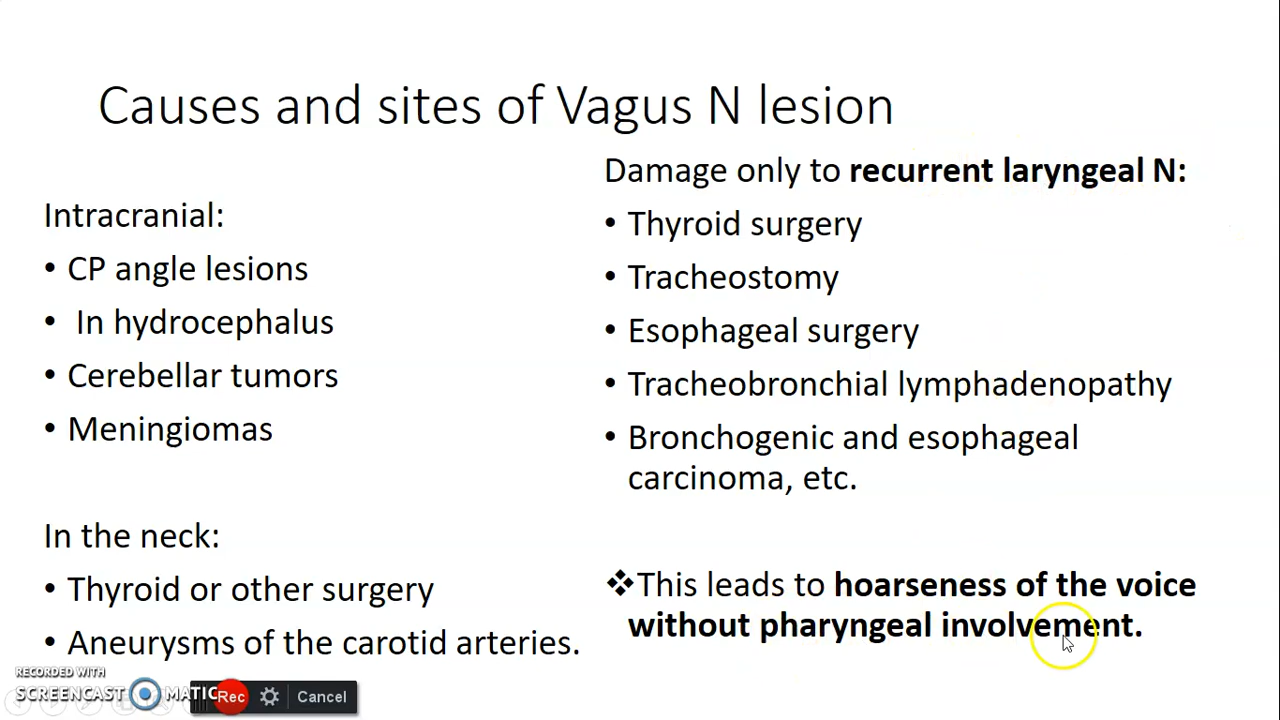 Causes and sites of Vagus N lesion
Intracranial:
• CP angle lesions
• In hydrocephalus
• Cerebellar tumors
• Meningiomas
In the neck:
• Thyroid or other surgery
• Aneurysms of the carotid arteries.
Damage only to recurrent laryngeal N:
• Thyroid surgery
• Tracheostomy
• Esophageal surgery
• Tracheobronchial lymphadenopathy
• Bronchogenic and esophageal
carcinoma, etc.
❖This leads to hoarseness of the voice
without pharyngeal involvement.
RECORDED WITH
SCREENCAST MATIC
Rec Cancel